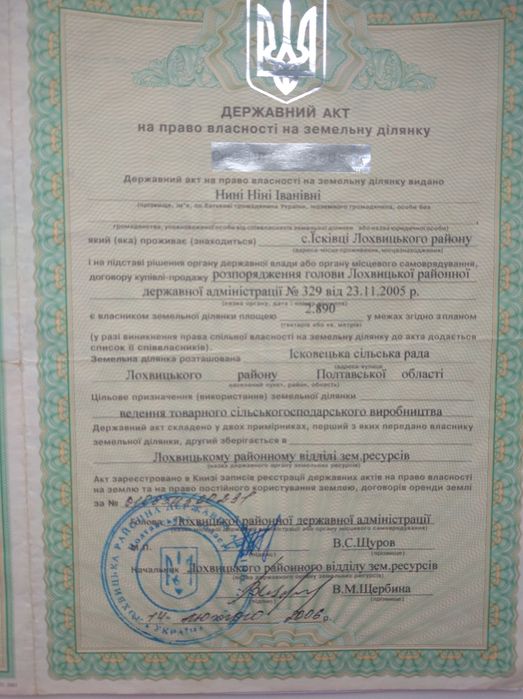 ДЕРЖАВНИЙ АКТ
на право власності на земельну ділянку
Державний акт на право власності на земельну ділянку видано
Нині Ніні Іванівні
(прізвище, ім'я, по батькові громадянина України, іноземного громадянина, особи без
громадянства, уповноваженої особи від співвласників земельної ділянки або назва юридичної особи)
який (яка) проживає (знаходиться) с.Ісківці Лохвицького району
(адреса місця проживання, місцезнаходження)
і на підставі рішення органу державної влади або органу місцевого самоврядування,
договору купівлі-продажу розпорядження голови Лохвицької районної
державної адміністрації № 329 від 23.11.2005 р.
(назва органу, дата і номер рішення)
є власником земельної ділянки площею 2.890 у межах згідно з планом
(гектарів або кв. метрів)
(у разі виникнення права спільної власності на земельну ділянку до акта додається
список її співвласників).
Земельна ділянка розташована Ісковецька сільська рада
(адреса-вулиця
Лохвицького району Полтавської області
населений пункт, район, область)
Цільове призначення (використання) земельної ділянки
ведення товарного сільськогосподарського виробництва
Державний акт складено у двох примірниках, перший з яких передано власнику
земельної ділянки, другий зберігається в
Лохвицькому районному відділі зем.ресурсів
(назва державного органу земельних ресурсів)
Акт зареєстровано в Книзі записів реєстрації державних актів на право власності
на землю та на право постійного користування землею, договорів оренди землі
за №
Голова Лохвицької районної державної адміністрації
М.П. В.С.Щуров
(підпис) (прізвище)
Начальник Лохвицького районного відділу зем.ресурсів
(назва державного органу земельних ресурсів)
В.М.Щербина
(підпис) (прізвище)
14 лютого 2006р.
ЛОХВИЦЬКА РАЙОННА ДЕРЖАВНА
УКРАЇНА